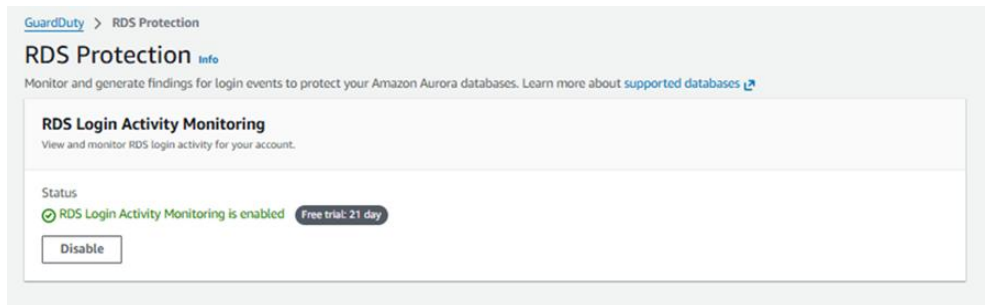 GuardDuty > RDS Protection
RDS Protection Info
Monitor and generate findings for login events to protect your Amazon Aurora databases. Learn more about supported databases
RDS Login Activity Monitoring
View and monitor RDS login activity for your account.
Status
RDS Login Activity Monitoring is enabled Free trial: 21 day
Disable